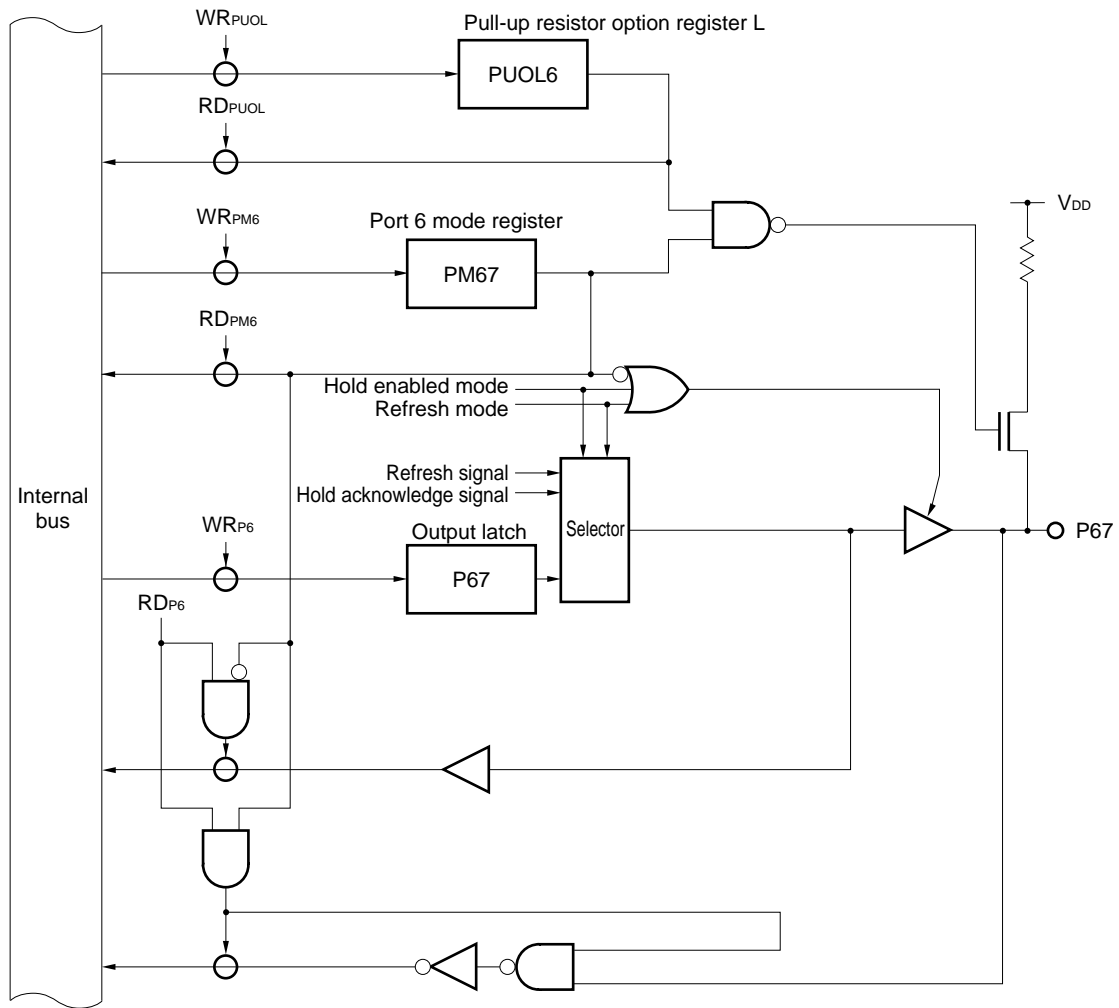 WRPUOL
Pull-up resistor option register L
PUOL6
RDPUOL
WRPM6
Port 6 mode register
VDD
PM67
RDPM6
Hold enabled mode
Refresh mode
Refresh signal
Hold acknowledge signal
Internal
bus
WRP6
Output latch
Selector
P67
P67
RDP6